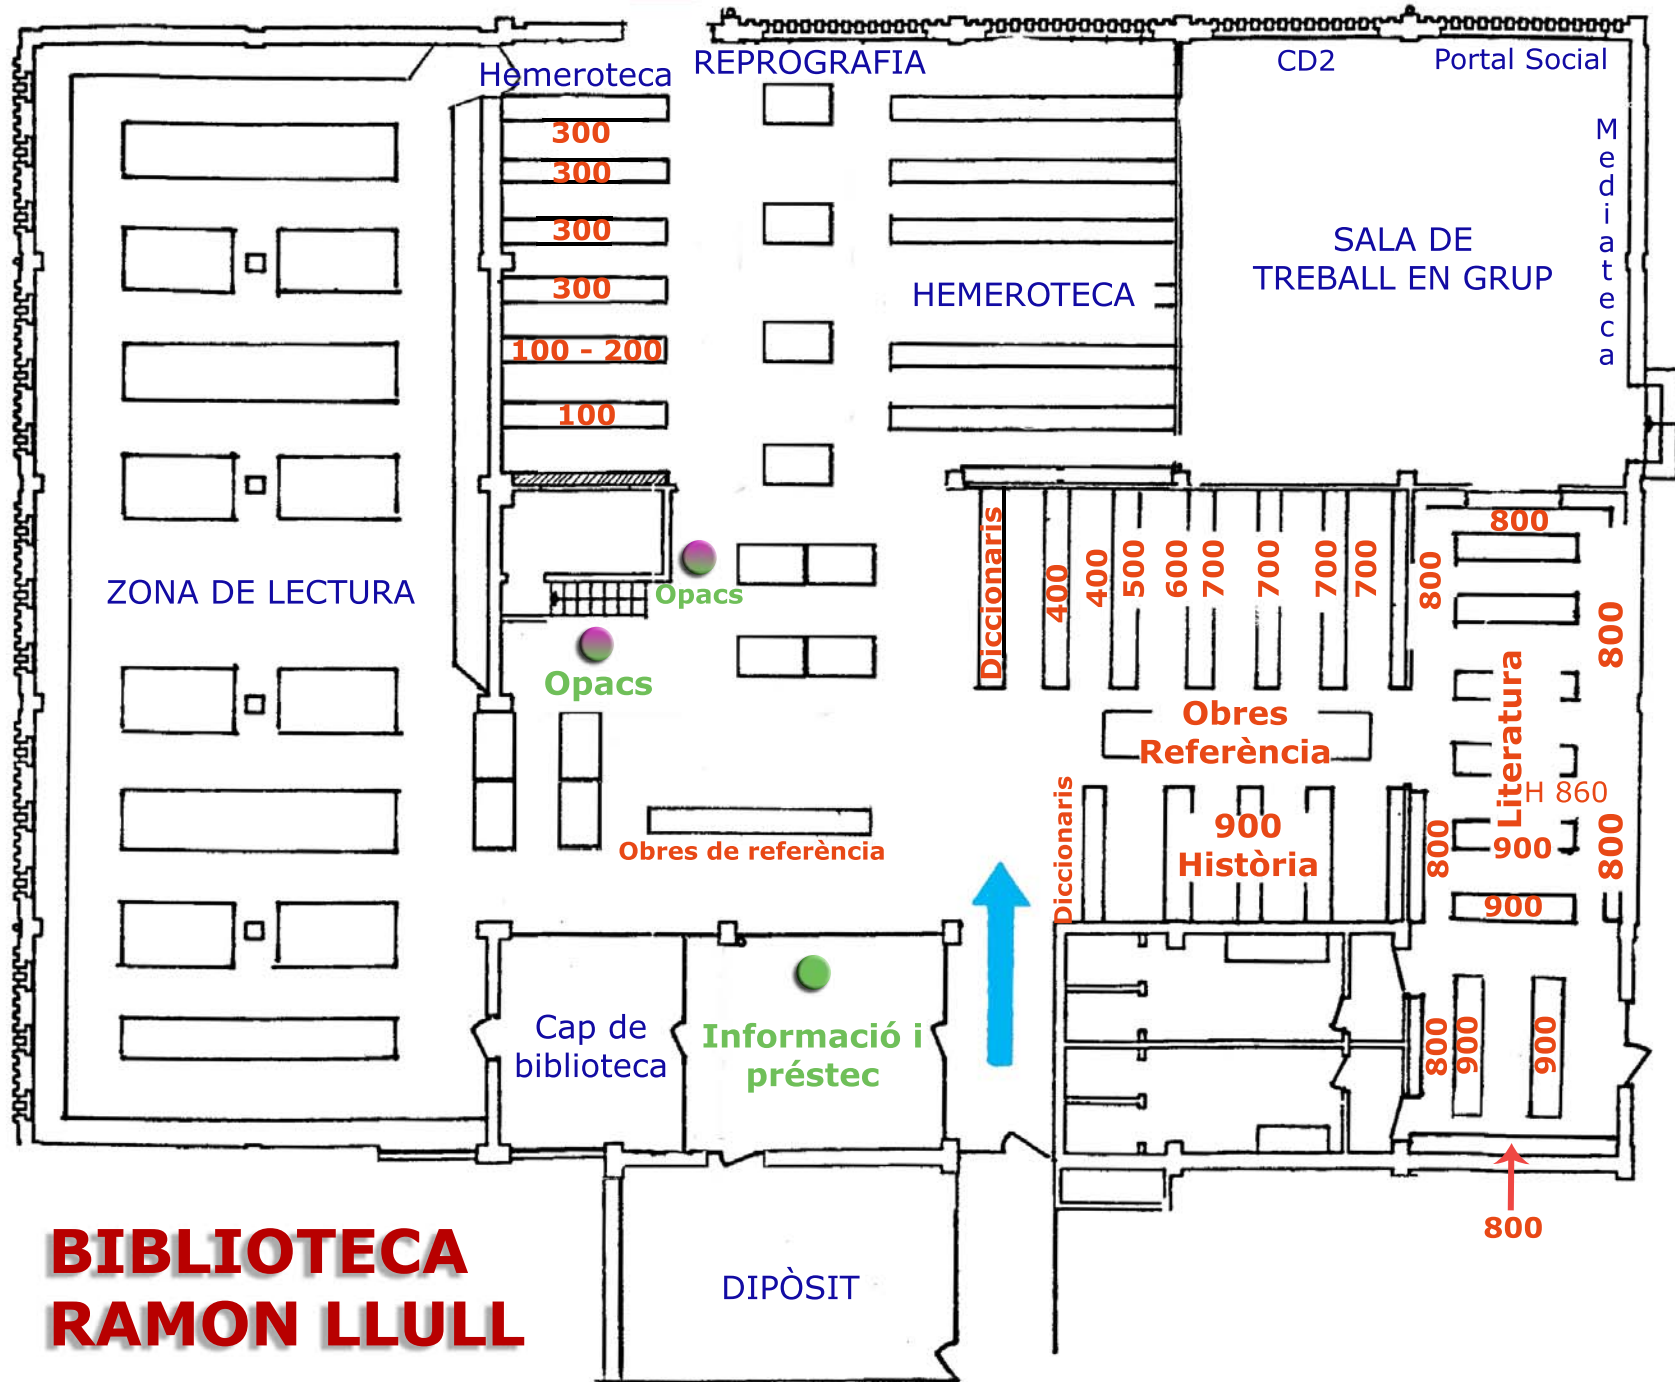 Hemeroteca
REPROGRAFIA
CD2
Portal Social
Mediateca
300
300
300
300
100 - 200
100
HEMEROTECA
SALA DE
TREBALL EN GRUP
ZONA DE LECTURA
Opacs
Opacs
Diccionaris
400
400
500
600
700
700
700
700
800
800
800
Literatura
H 860
Obres
Referència
Diccionaris
900
Història
800
900
800
900
Obres de referència
Cap de
biblioteca
Informació i
préstec
800
900
900
800
DIPÒSIT
BIBLIOTECA
RAMON LLULL